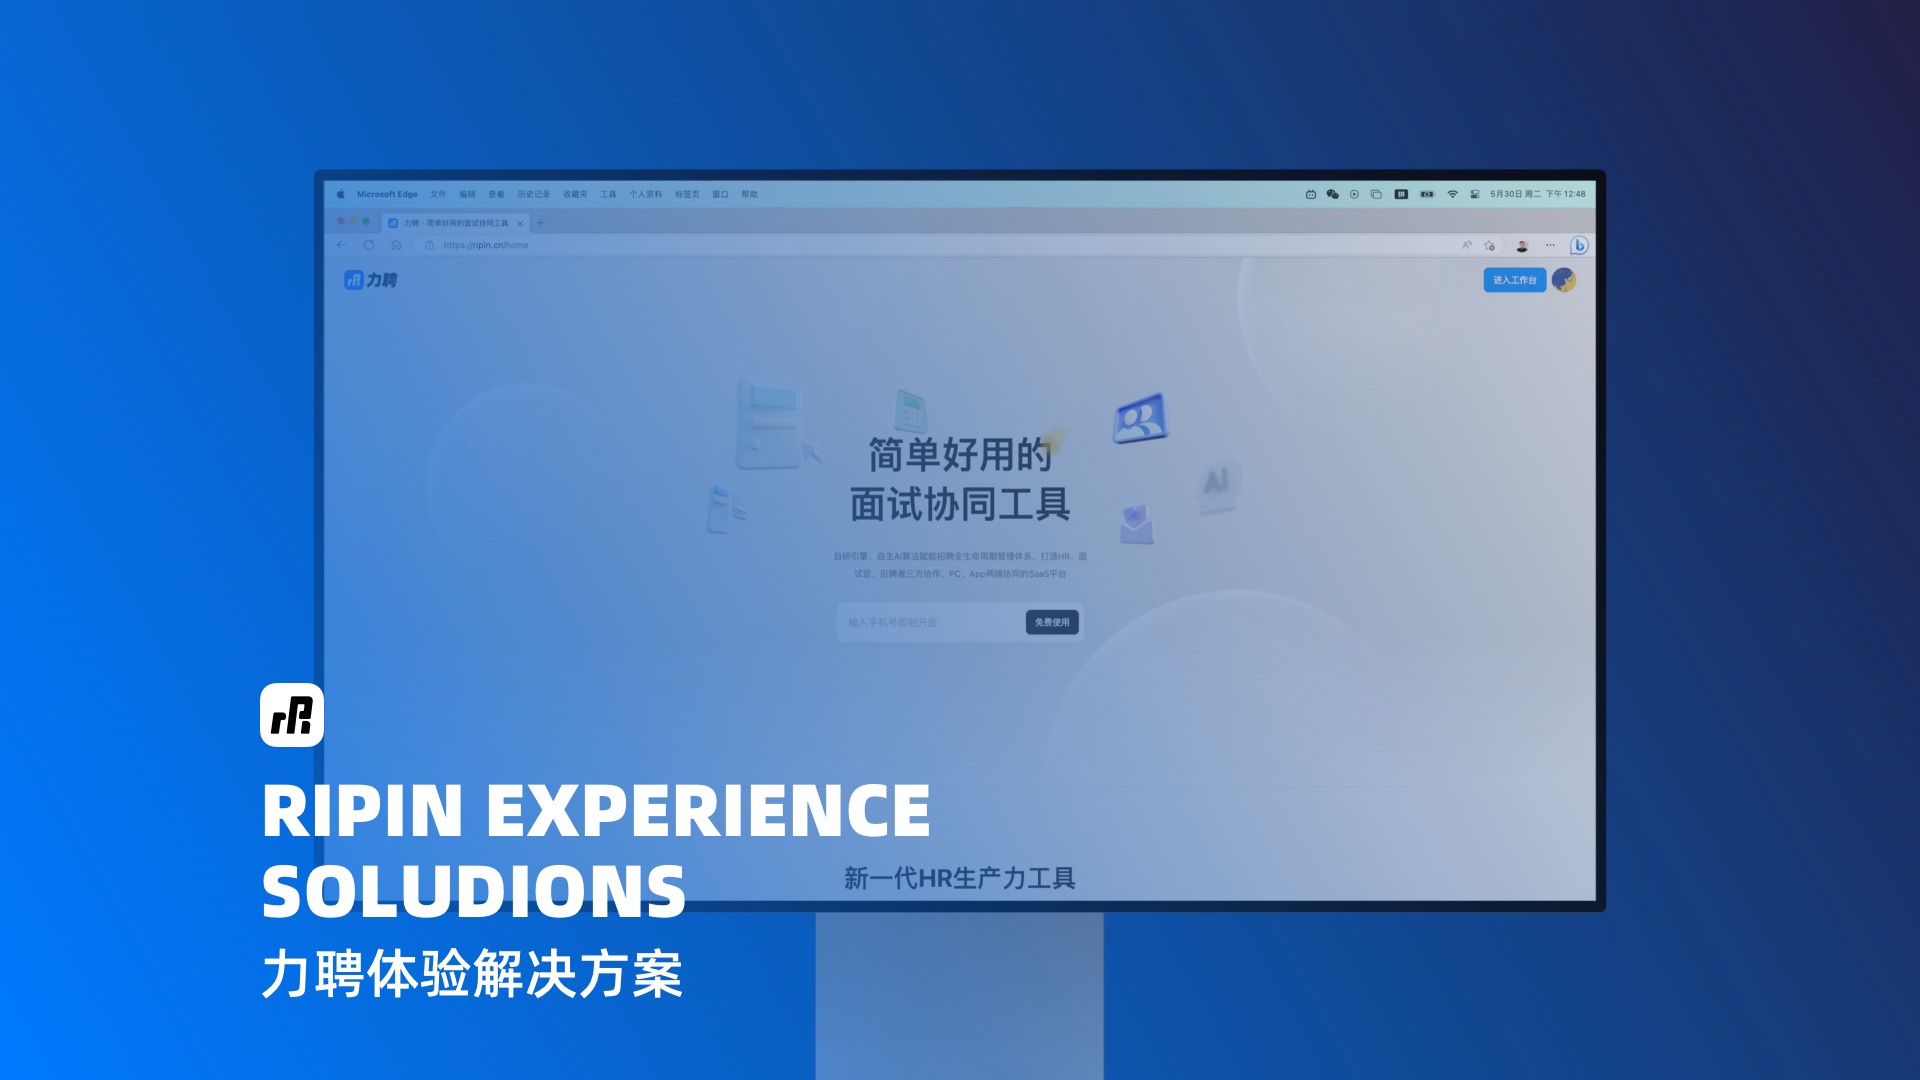 Microsoft Edge 文件 编辑 查看 历史记录 收藏夹 工具 个人资料 标签页 窗口 帮助
拼
5月30日 周二 下午 12:48
力聘 - 简单好用的面试协同工具
https://ripin.cn/home
力聘
进入工作台
AI
简单好用的
面试协同工具
自研引擎、自主AI算法赋能招聘全生命周期管理体系，打造HR、面
试官、应聘者三方协作、PC、App两端协同的SaaS平台
输入手机号即刻开启 免费使用
RIPIN EXPERIENCE
SOLUDIONS
力聘体验解决方案
新一代HR生产力工具